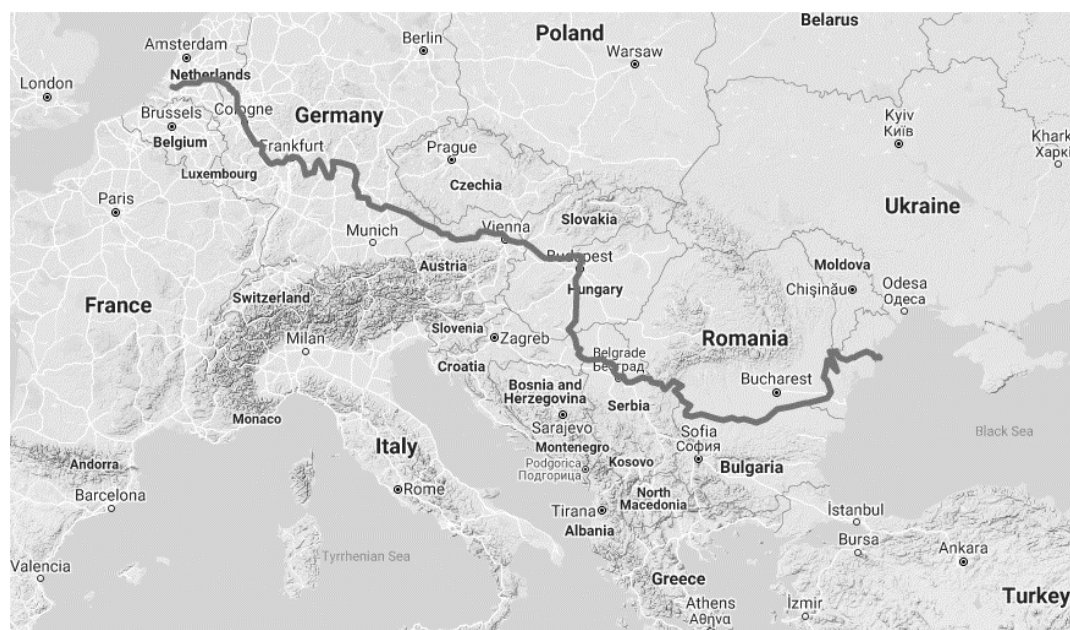 Belarus
Poland
Berlin
Amsterdam
Warsaw
Netherlands
London
Cologne
Germany
Kyiv
Київ
Brussels
Belgium
Khark
Харкі
Frankfurt
Prague
Luxembourg
Czechia
Paris
Ukraine
Slovakia
Vienna
Munich
Budapest
Austria
Moldova
Hungary
Chișinău
Odesa
Одеса
Switzerland
France
Slovenia
Zagreb
Romania
Milan
Belgrade
Београд
Croatia
Bucharest
Bosnia and
Herzegovina
Serbia
Monaco
Sarajevo
Sofia
София
Black Sea
Italy
Montenegro
Andorra
Podgorica
Подгорица
Kosovo
Bulgaria
Rome
Barcelona
North
Macedonia
Tirana
İstanbul
Albania
Bursa
Tyrrhenian Sea
Ankara
Valencia
Greece
Turkey
Athens
Αθήνα
İzmir